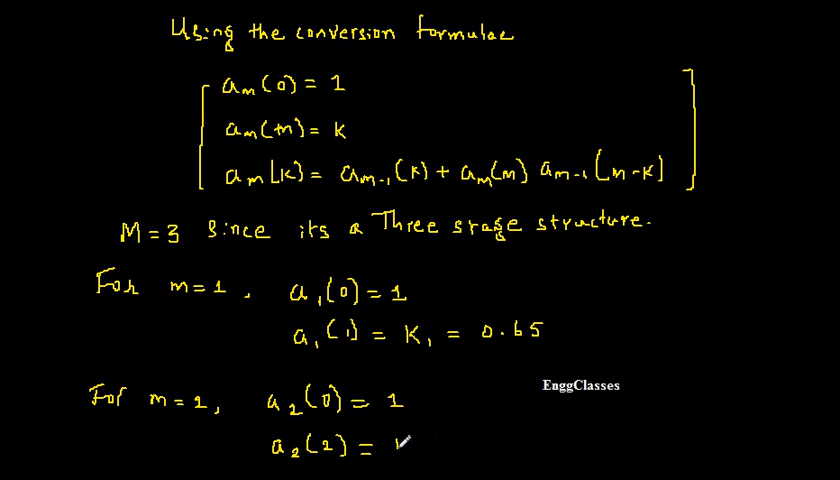 Using the conversion formulae
am(0) = 1
am(m) = k
am(k) = am-1(k) + am(m) am-1(m-k)
M = 3 Since its a Three stage structure.
For m=1, a1(0) = 1
a1(1) = K1 = 0.65
EnggClasses
For m=2, a2(0) = 1
a2(2) =